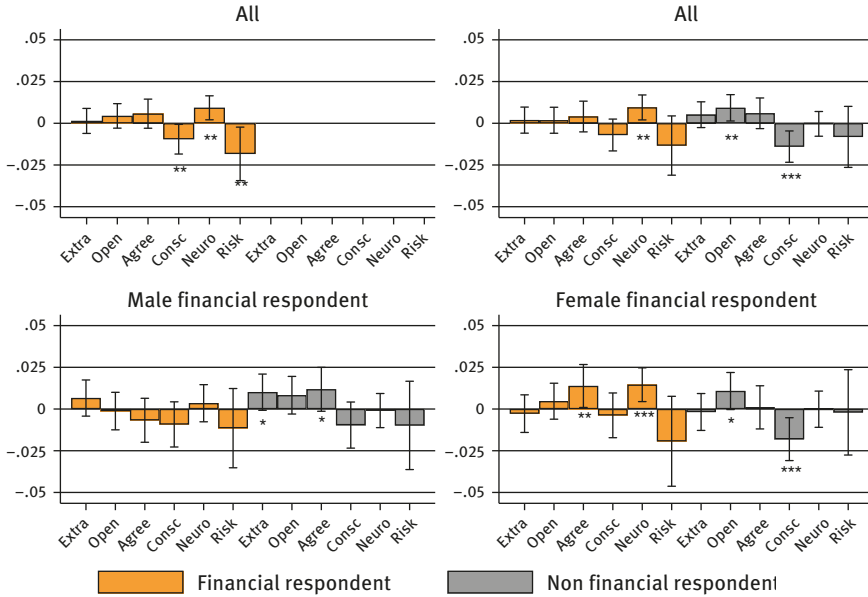 All
.05
.025
0
–.025
–.05
** ** **
Extra Open Agree Consc Neuro Risk Extra Open Agree Consc Neuro Risk
All
.05
.025
0
–.025
–.05
** ** ***
Extra Open Agree Consc Neuro Risk Extra Open Agree Consc Neuro Risk
Male financial respondent
.05
.025
0
–.025
–.05
* *
Extra Open Agree Consc Neuro Risk Extra Open Agree Consc Neuro Risk
Female financial respondent
.05
.025
0
–.025
–.05
** *** * ***
Extra Open Agree Consc Neuro Risk Extra Open Agree Consc Neuro Risk
Financial respondent
Non financial respondent